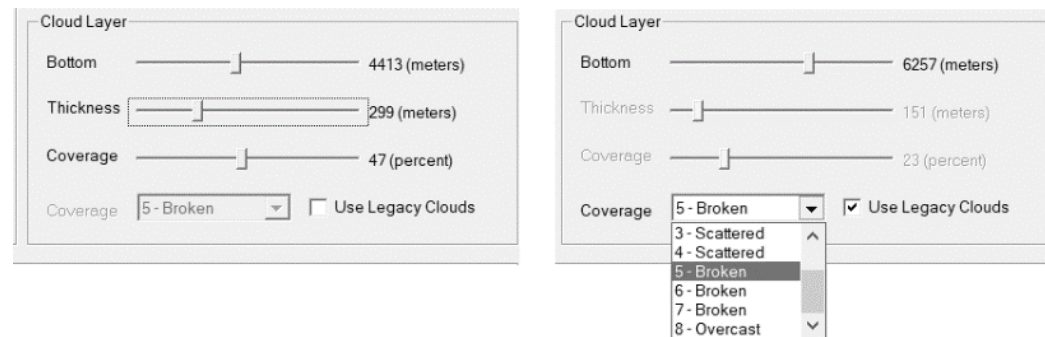 Cloud Layer
Bottom 4413 (meters)
Thickness 299 (meters)
Coverage 47 (percent)
Coverage 5 - Broken Use Legacy Clouds
Cloud Layer
Bottom 6257 (meters)
Thickness 151 (meters)
Coverage 23 (percent)
Coverage 5 - Broken Use Legacy Clouds
3 - Scattered
4 - Scattered
5 - Broken
6 - Broken
7 - Broken
8 - Overcast